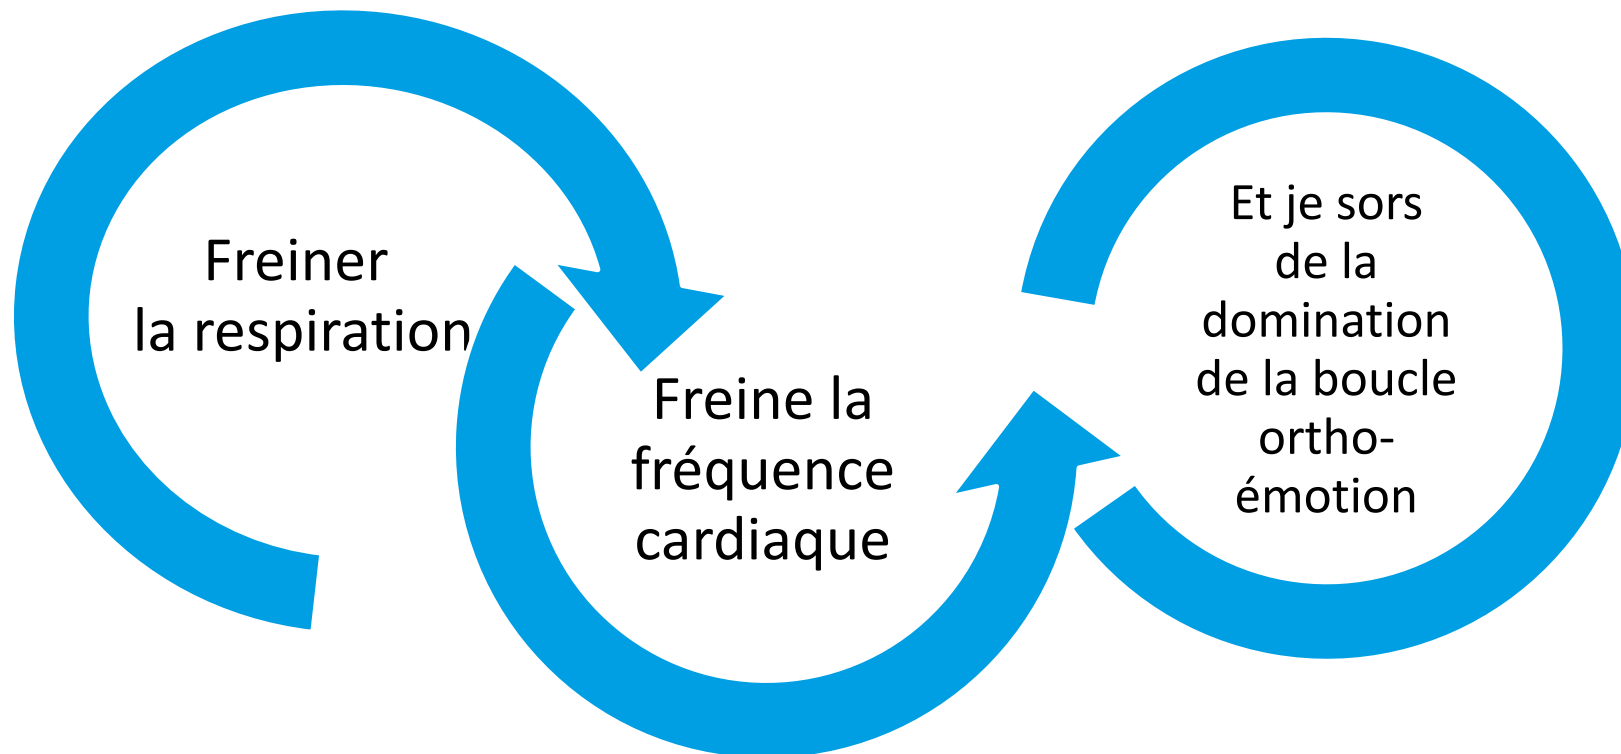 Freiner
la respiration
Freine la
fréquence
cardiaque
Et je sors
de la
domination
de la boucle
ortho-
émotion